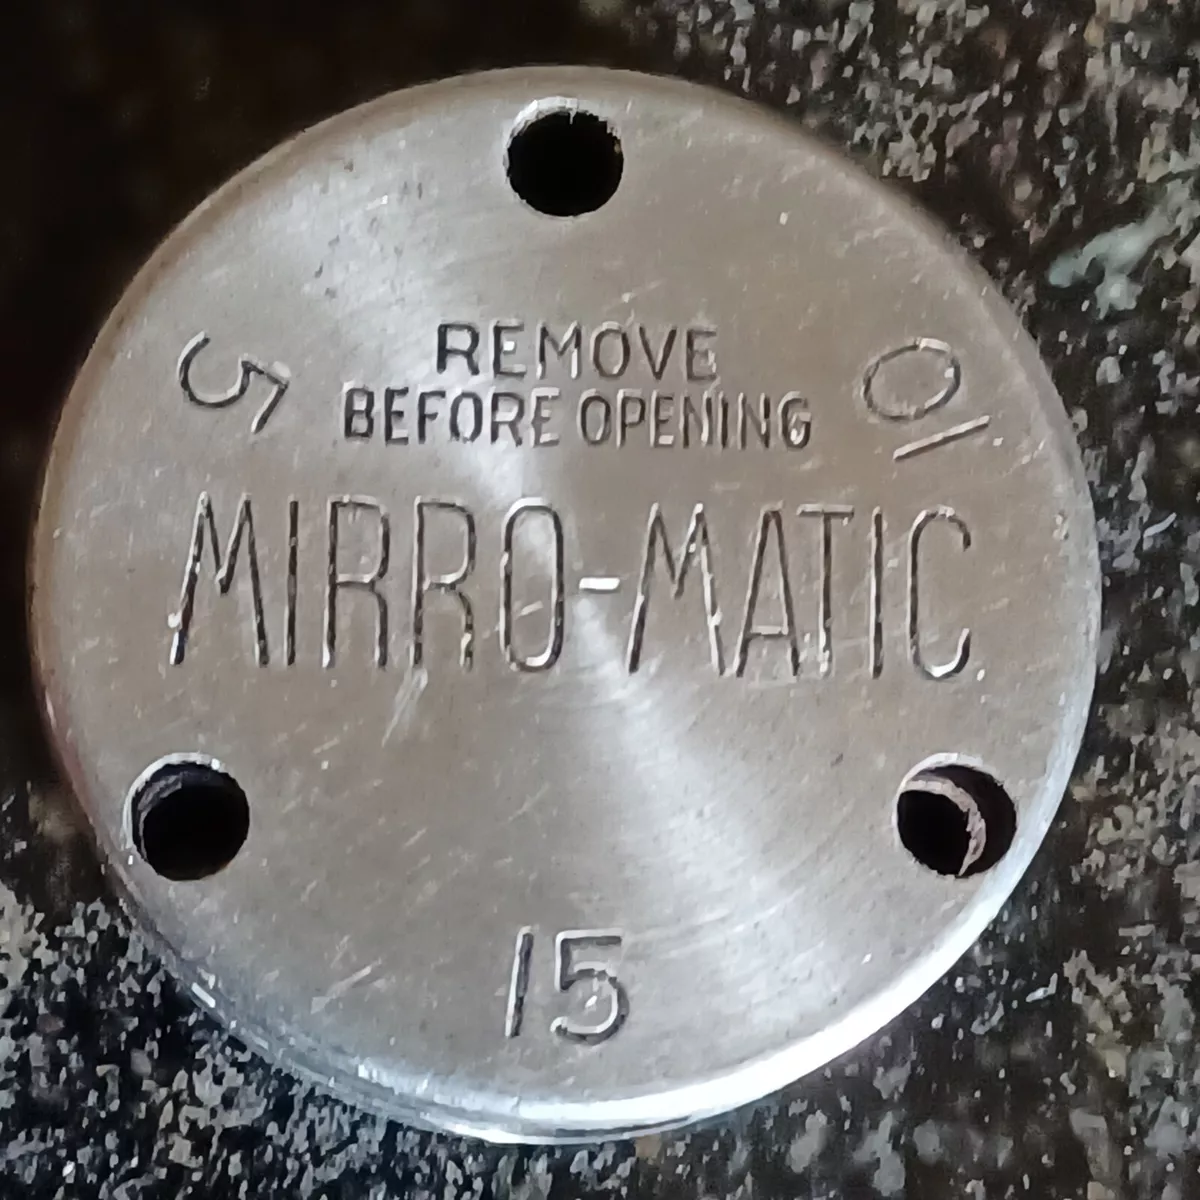 REMOVE
BEFORE OPENING
5
10
MIRRO-MATIC
15